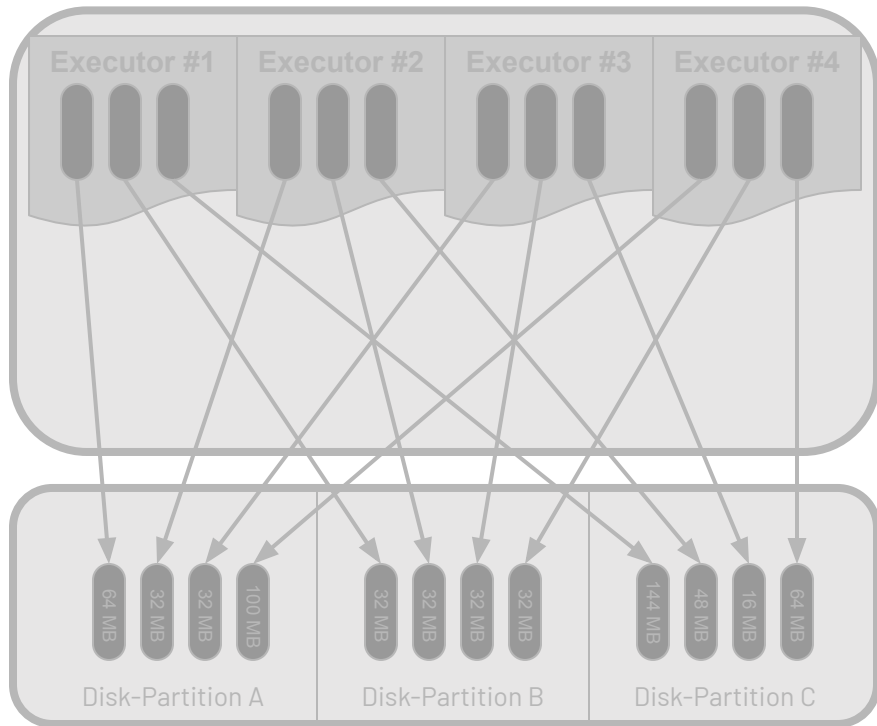 Executor #1 Executor #2 Executor #3 Executor #4
64 MB 32 MB 32 MB 100 MB 32 MB 32 MB 32 MB 32 MB 144 MB 48 MB 16 MB 64 MB
Disk-Partition A Disk-Partition B Disk-Partition C